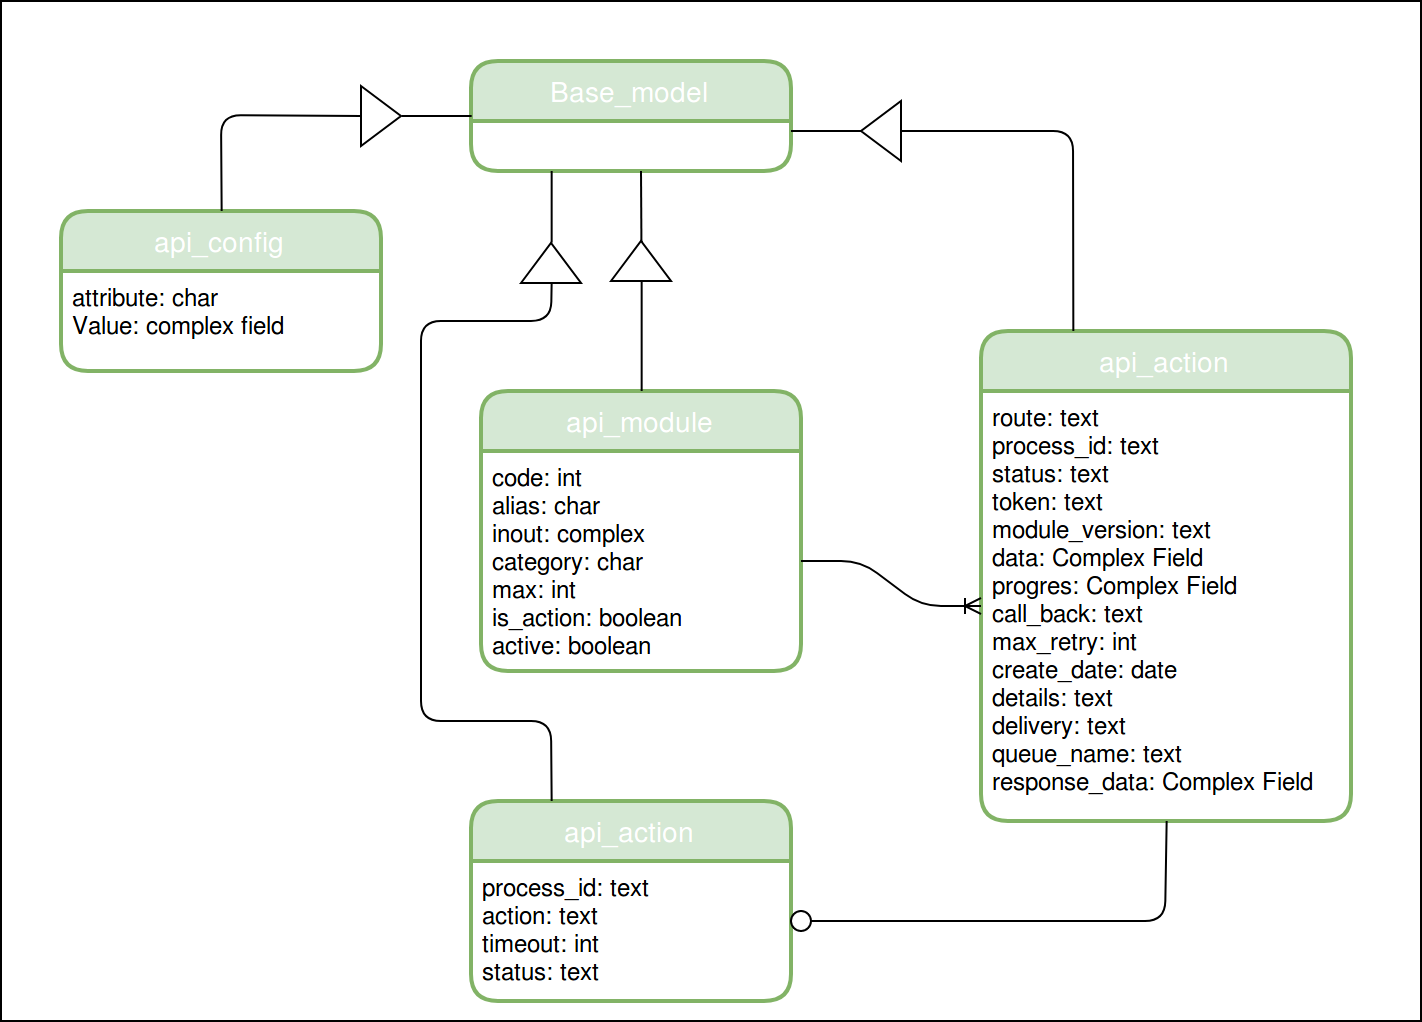 Base_model
api_config
attribute: char
Value: complex field
api_module
code: int
alias: char
inout: complex
category: char
max: int
is_action: boolean
active: boolean
api_action
route: text
process_id: text
status: text
token: text
module_version: text
data: Complex Field
progres: Complex Field
call_back: text
max_retry: int
create_date: date
details: text
delivery: text
queue_name: text
response_data: Complex Field
api_action
process_id: text
action: text
timeout: int
status: text